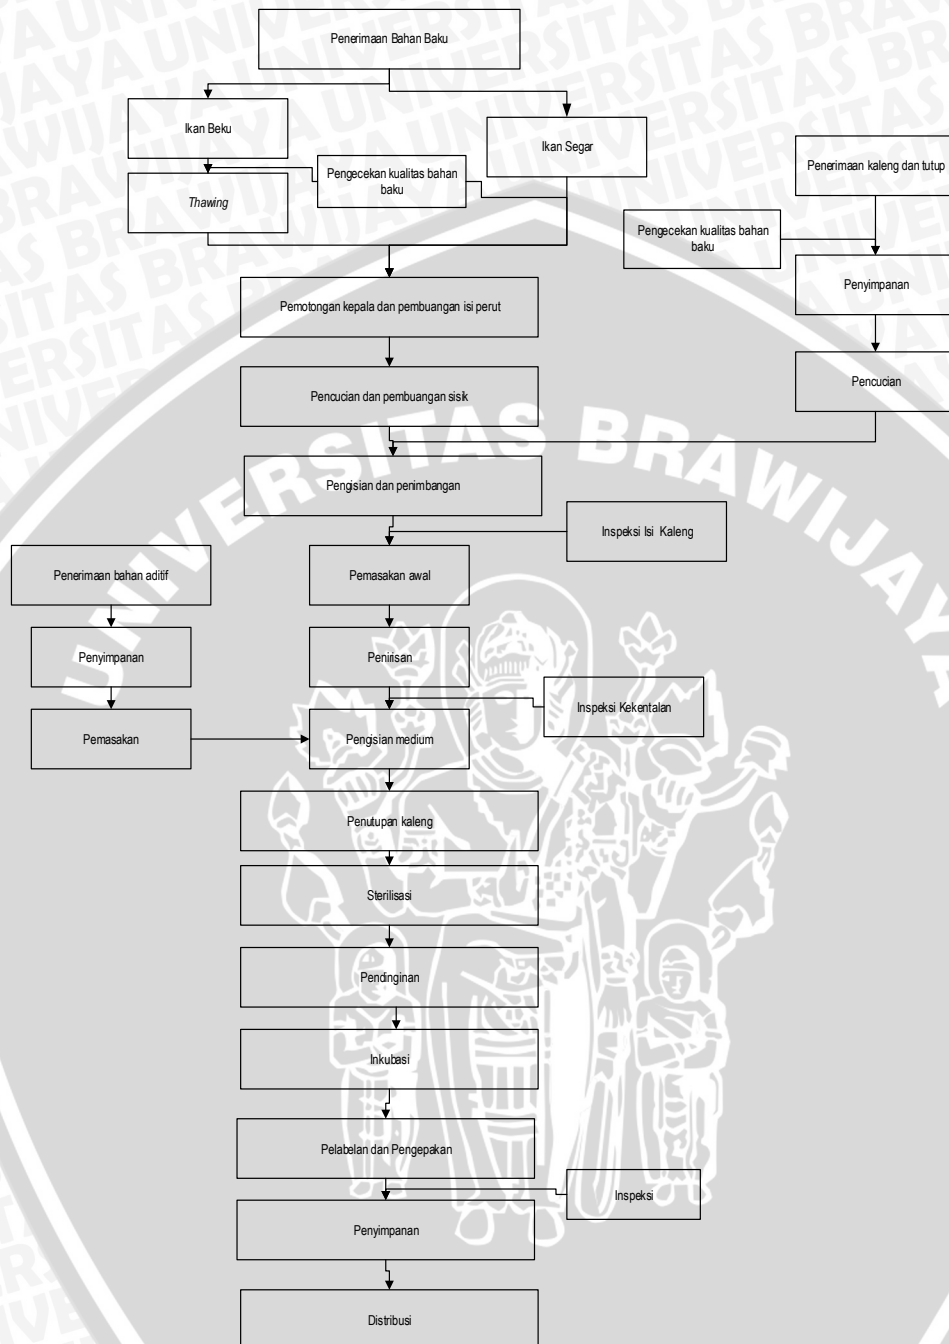 Penerimaan Bahan Baku
Ikan Beku
Ikan Segar
Pengecekan kualitas bahan
baku
Thawing
Penerimaan kaleng dan tutup
Pengecekan kualitas bahan
baku
Penyimpanan
Pemotongan kepala dan pembuangan isi perut
Pencucian dan pembuangan sisik
Pencucian
UNIVERSITAS BRAWIJAYA
Pengisian dan penimbangan
Inspeksi Isi Kaleng
Penerimaan bahan aditif
Pemasakan awal
Penyimpanan
Penirisan
Inspeksi Kekentalan
Pemasakan
Pengisian medium
Penutupan kaleng
Sterilisasi
Pendinginan
Inkubasi
Pelabelan dan Pengepakan
Inspeksi
Penyimpanan
Distribusi